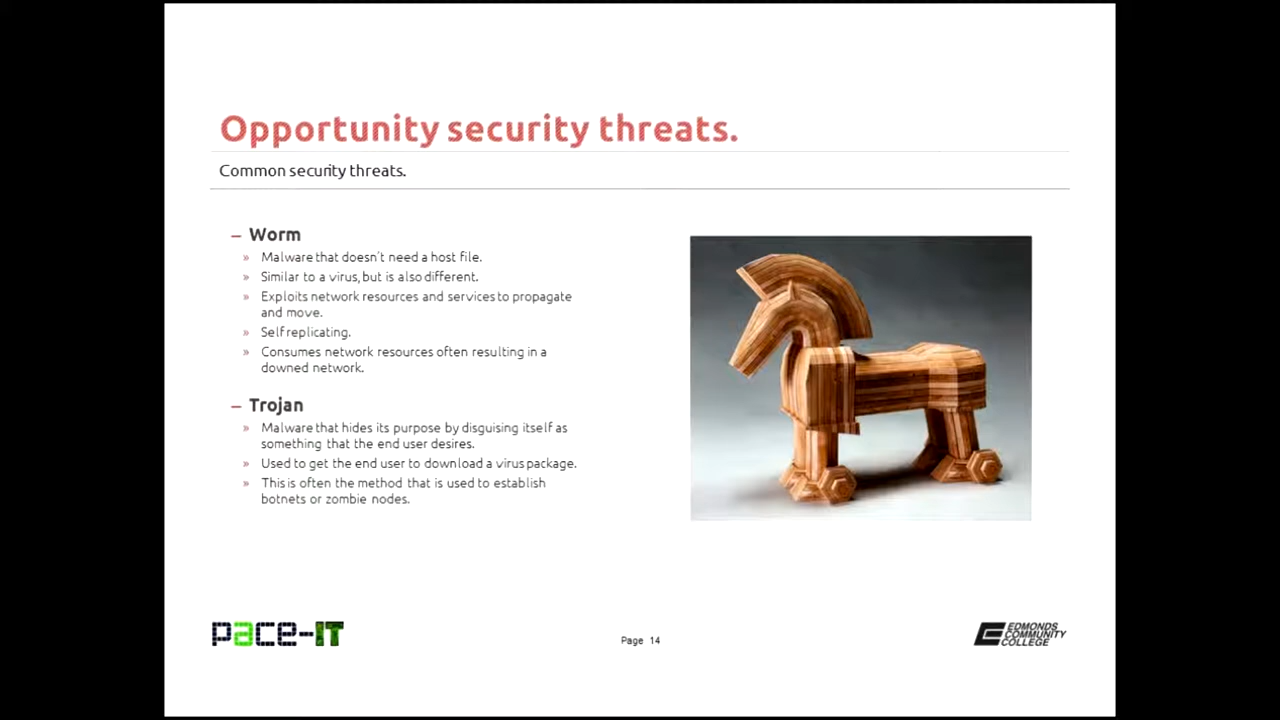 Opportunity security threats.
Common security threats.
– Worm
» Malware that doesn't need a host file.
» Similar to a virus, but is also different.
» Exploits network resources and services to propagate
and move.
» Self replicating.
» Consumes network resources often resulting in a
downed network.
– Trojan
» Malware that hides its purpose by disguising itself as
something that the end user desires.
» Used to get the end user to download a virus package.
» This is often the method that is used to establish
botnets or zombie nodes.
pace-IT
Page 14
EDMONDS
COMMUNITY
COLLEGE